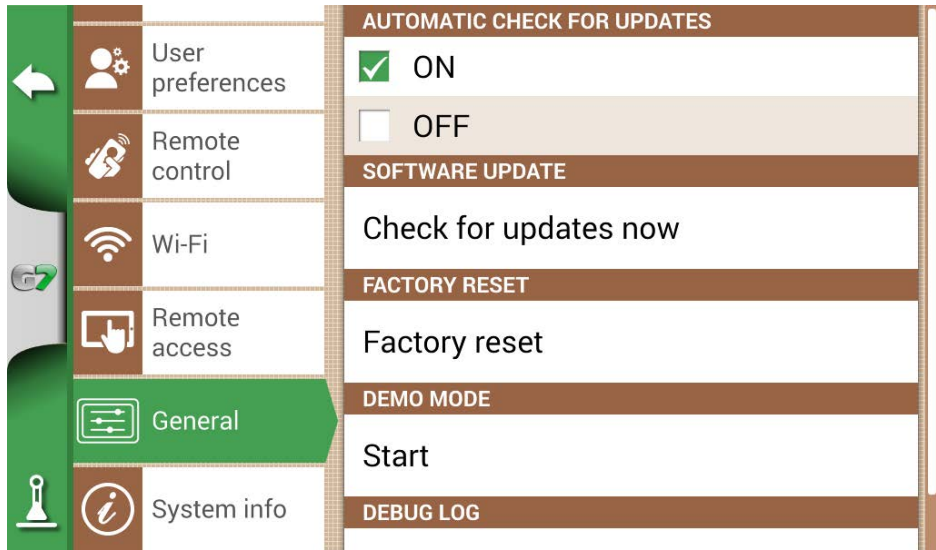 User
preferences
Remote
control
Wi-Fi
G7
Remote
access
General
System info
AUTOMATIC CHECK FOR UPDATES
ON
OFF
SOFTWARE UPDATE
Check for updates now
FACTORY RESET
Factory reset
DEMO MODE
Start
DEBUG LOG